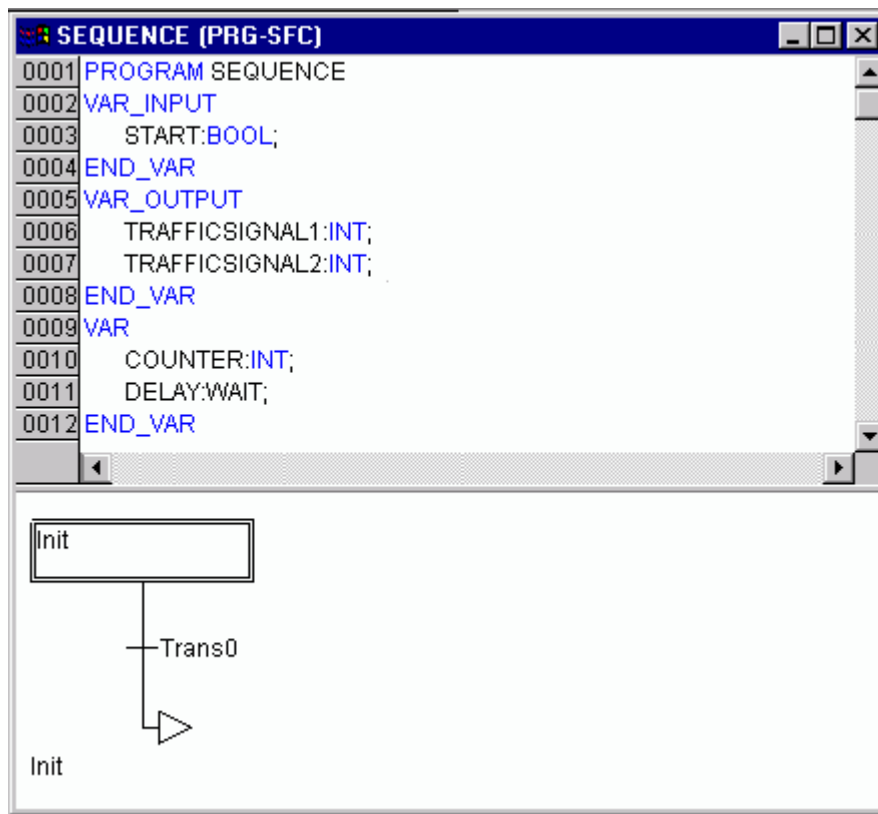 SEQUENCE (PRG-SFC)
0001 PROGRAM SEQUENCE
0002 VAR_INPUT
0003 START:BOOL;
0004 END_VAR
0005 VAR_OUTPUT
0006 TRAFFICSIGNAL1:INT;
0007 TRAFFICSIGNAL2:INT;
0008 END_VAR
0009 VAR
0010 COUNTER:INT;
0011 DELAY:WAIT;
0012 END_VAR
Init
Trans0
Init